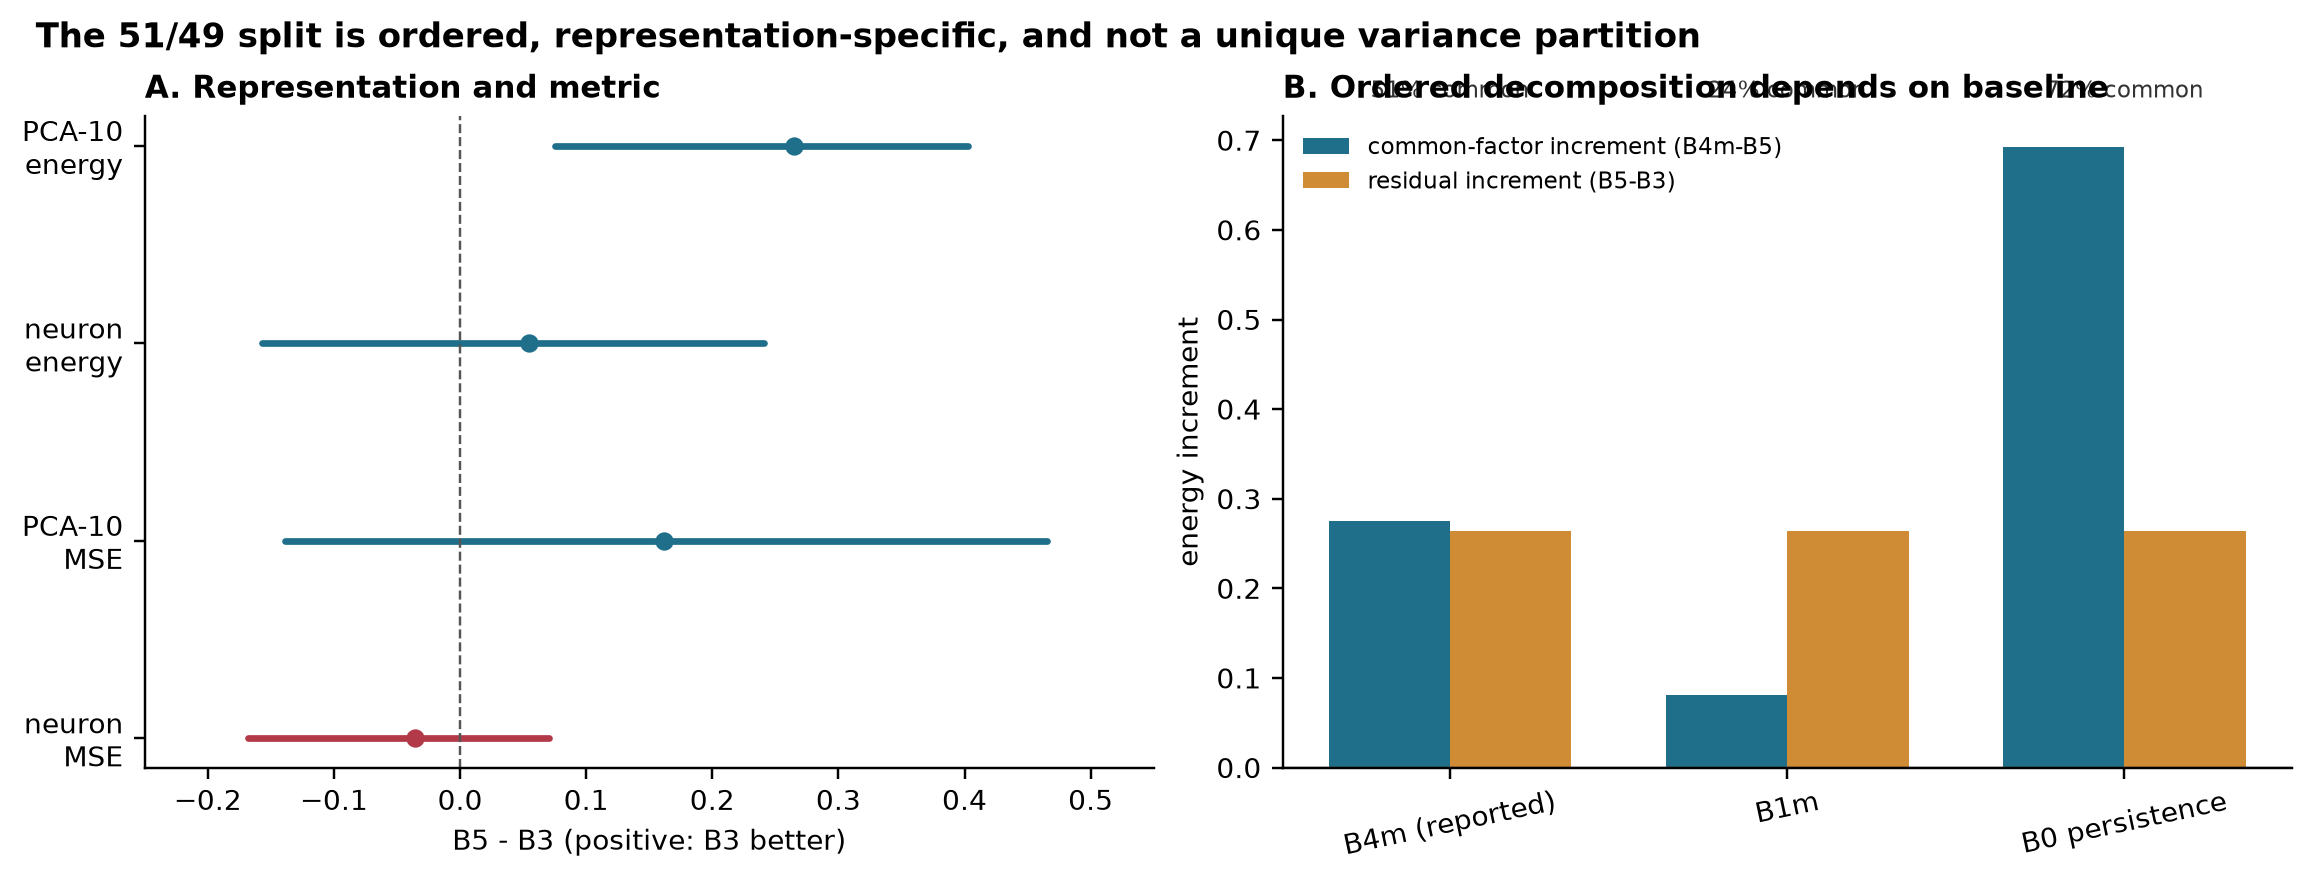 The 51/49 split is ordered, representation-specific, and not a unique variance partition
A. Representation and metric
PCA-10
energy
neuron
energy
PCA-10
MSE
neuron
MSE
−0.2
−0.1
0.0
0.1
0.2
0.3
0.4
0.5
B5 - B3 (positive: B3 better)
B. Ordered decomposition depends on baseline
51% common
24% common
72% common
common-factor increment (B4m-B5)
residual increment (B5-B3)
energy increment
0.7
0.6
0.5
0.4
0.3
0.2
0.1
0.0
B4m (reported)
B1m
B0 persistence